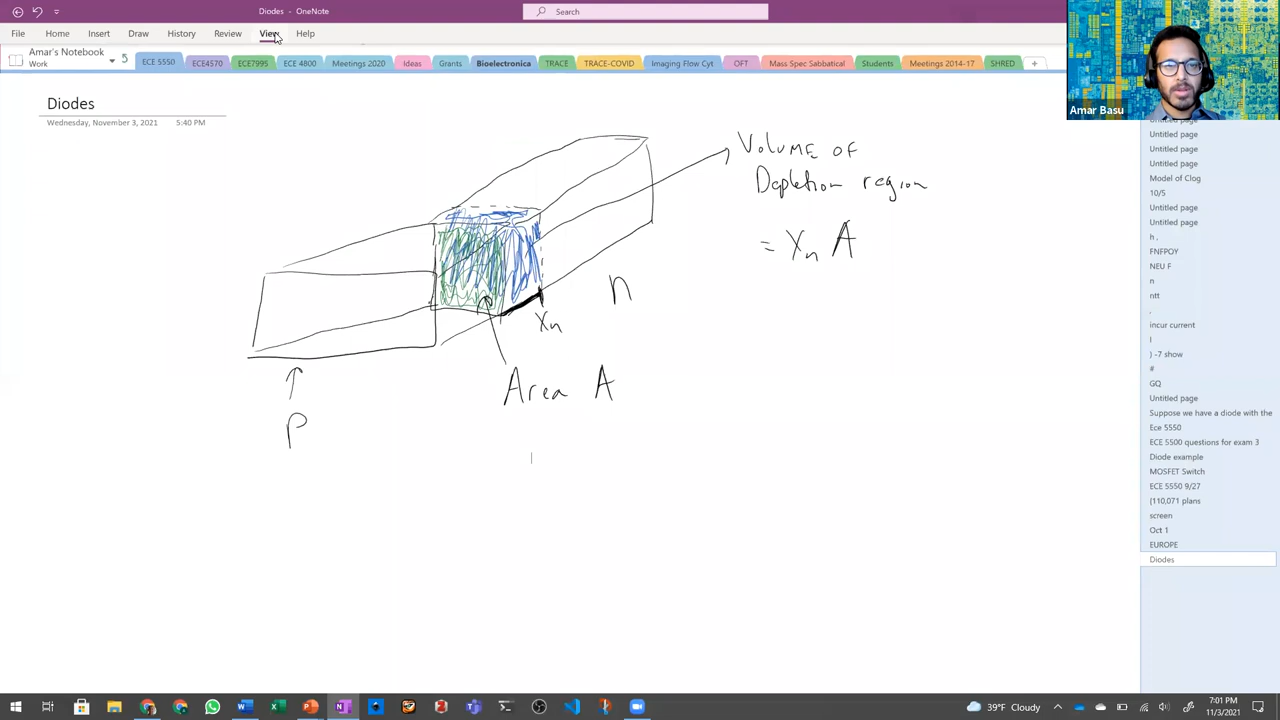 Diodes - OneNote
Search
File Home Insert Draw History Review View Help
Amar's Notebook
Work
ECE 5550 ECE4570 ECE7995 ECE 4800 Meetings 2020 Ideas Grants Bioelectronica TRACE TRACE-COVID Imaging Flow Cyt OFT Mass Spec Sabbatical Students Meetings 2014-17 SHRED +
Amar Basu
Diodes
Wednesday, November 3, 2021 5:40 PM
Volume of
Depletion region
= Xn A
n
Xn
Area A
P
Untitled page
Untitled page
Untitled page
Untitled page
Model of Clog
10/5
Untitled page
Untitled page
h ,
FNFPOY
NEU F
n
ntt
,
incur current
I
) -7 show
#
GQ
Untitled page
Suppose we have a diode with the
Ece 5550
ECE 5500 questions for exam 3
Diode example
MOSFET Switch
ECE 5550 9/27
(110,071 plans
screen
Oct 1
EUROPE
Diodes
39°F Cloudy
7:01 PM
11/3/2021